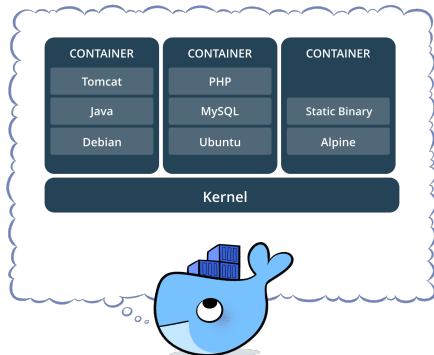 CONTAINER
Tomcat
Java
Debian
CONTAINER
PHP
MySQL
Ubuntu
CONTAINER
Static Binary
Alpine
Kernel